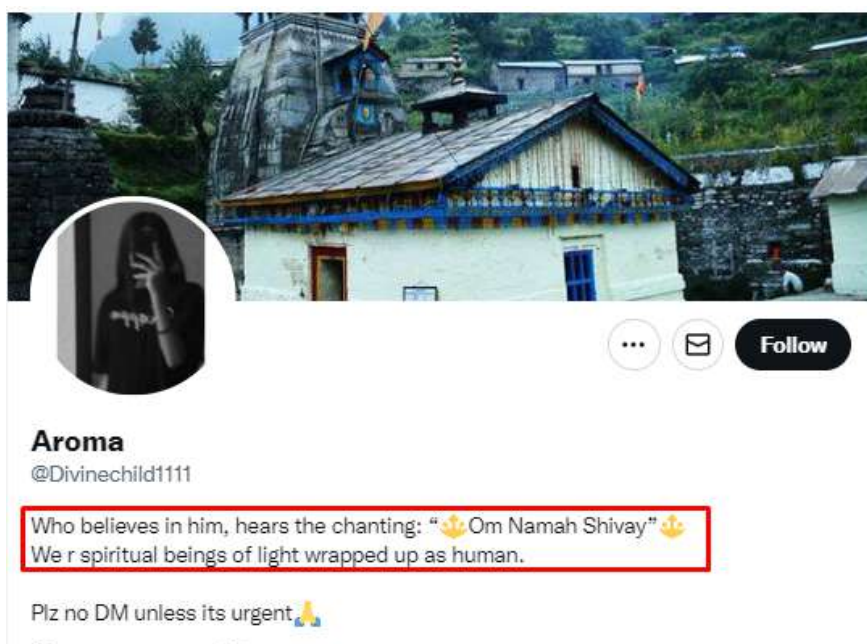 Follow
Aroma
@Divinechild1111
Who believes in him, hears the chanting: “🔱Om Namah Shivay”🔱
We r spiritual beings of light wrapped up as human.
Plz no DM unless its urgent🙏